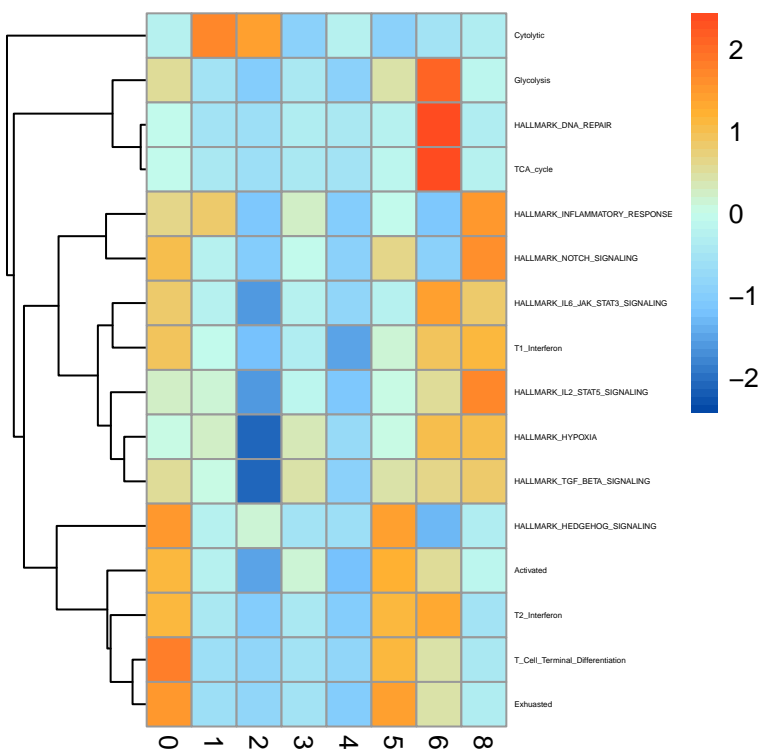 Cytolytic
Glycolysis
HALLMARK_DNA_REPAIR
TCA_cycle
HALLMARK_INFLAMMATORY_RESPONSE
HALLMARK_NOTCH_SIGNALING
HALLMARK_IL6_JAK_STAT3_SIGNALING
T1_Interferon
HALLMARK_IL2_STAT5_SIGNALING
HALLMARK_HYPOXIA
HALLMARK_TGF_BETA_SIGNALING
HALLMARK_HEDGEHOG_SIGNALING
Activated
T2_Interferon
T_Cell_Terminal_Differentiation
Exhuasted
0 1 2 3 4 5 6 8
2
1
0
−1
−2